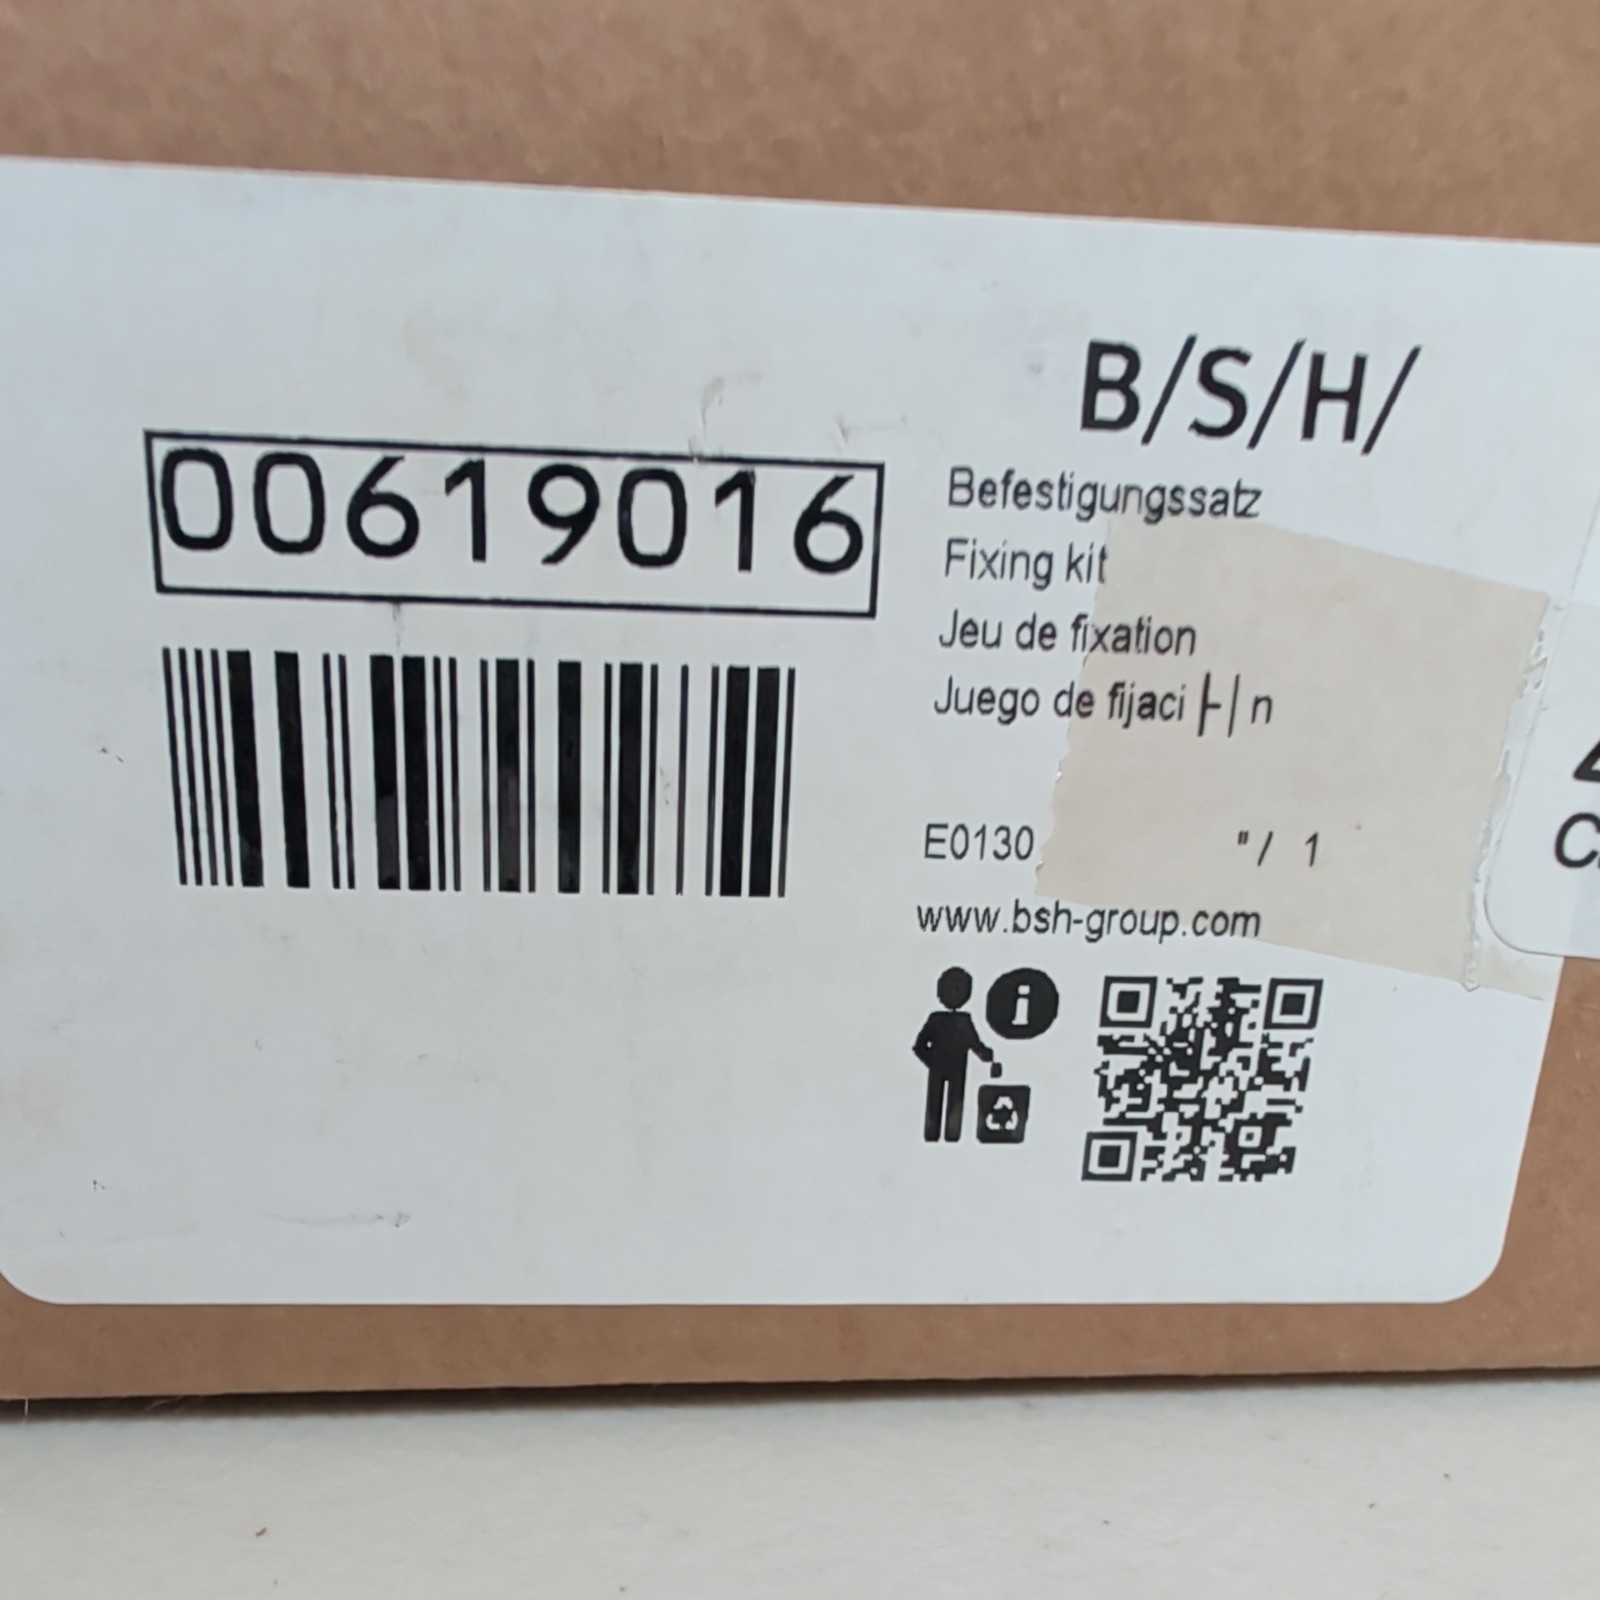 B/S/H/
00619016
Befestigungssatz
Fixing kit
Jeu de fixation
Juego de fijaci├│n
E0130 "/ 1
www.bsh-group.com